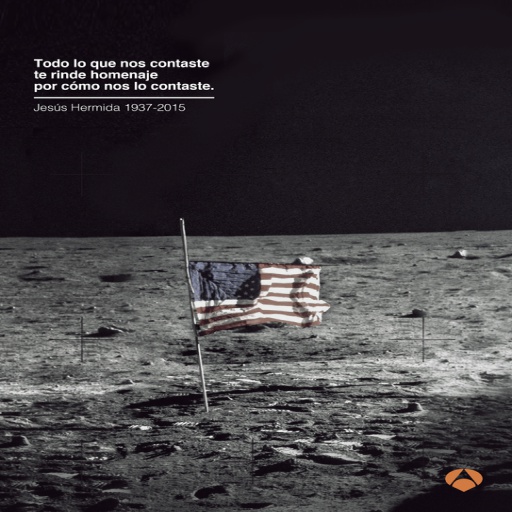 Todo lo que nos contaste
te rinde homenaje
por cómo nos lo contaste.
Jesús Hermida 1937-2015